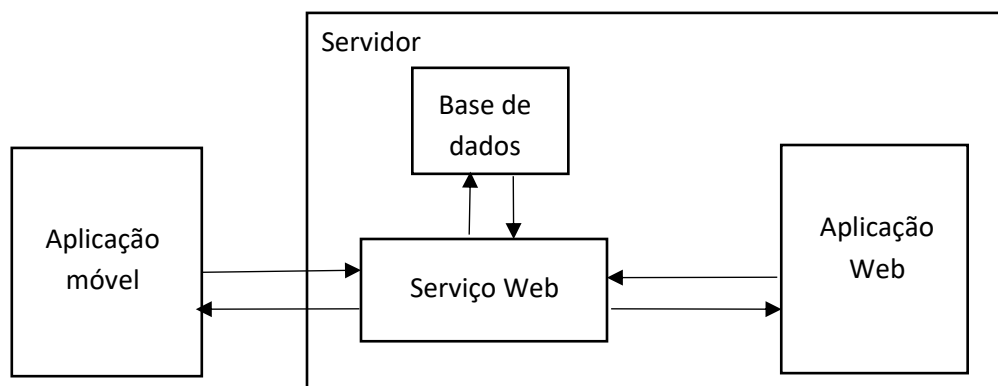 Servidor
Base de
dados
Aplicação
móvel
Serviço Web
Aplicação
Web